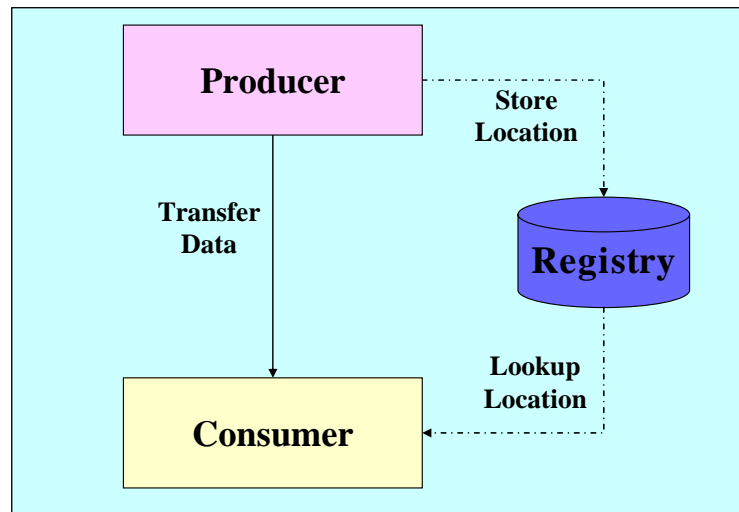 Producer
Store
Location
Transfer
Data
Registry
Lookup
Location
Consumer